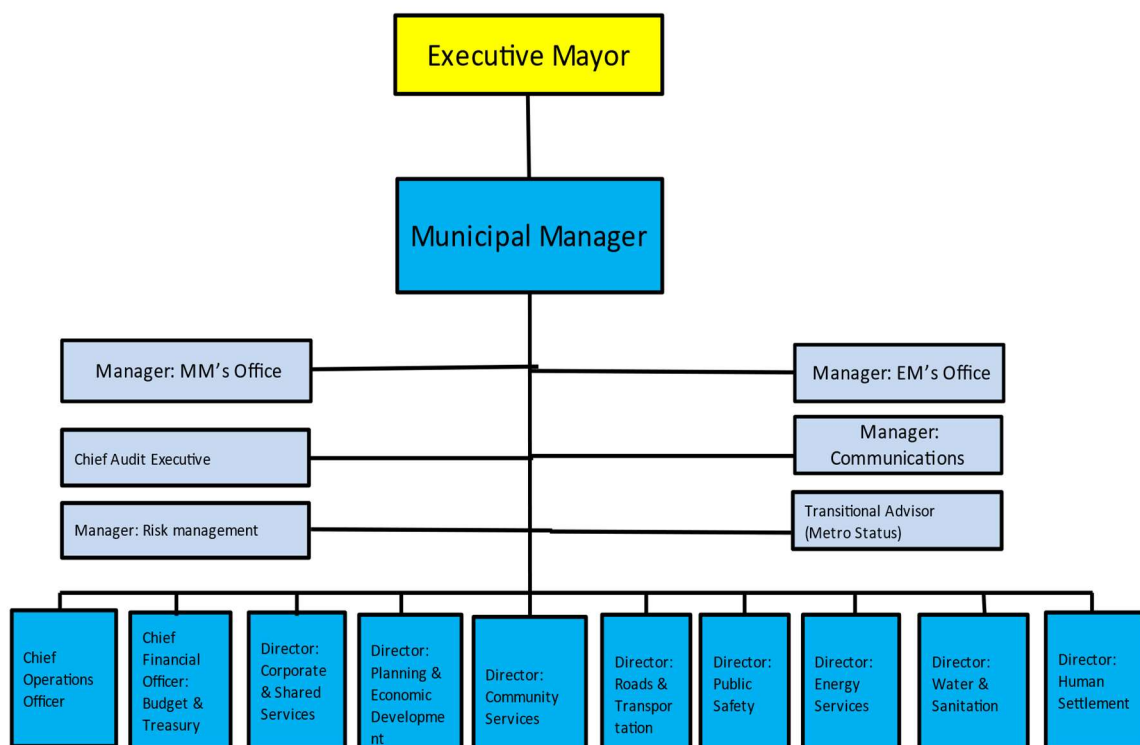 Executive Mayor
Municipal Manager
Manager: MM’s Office
Manager: EM’s Office
Chief Audit Executive
Manager:
Communications
Manager: Risk management
Transitional Advisor
(Metro Status)
Chief
Operations
Officer
Chief
Financial
Officer:
Budget &
Treasury
Director:
Corporate
& Shared
Services
Director:
Planning &
Economic
Developme
nt
Director:
Community
Services
Director:
Roads &
Transpor
tation
Director:
Public
Safety
Director:
Energy
Services
Director:
Water &
Sanitation
Director:
Human
Settlement